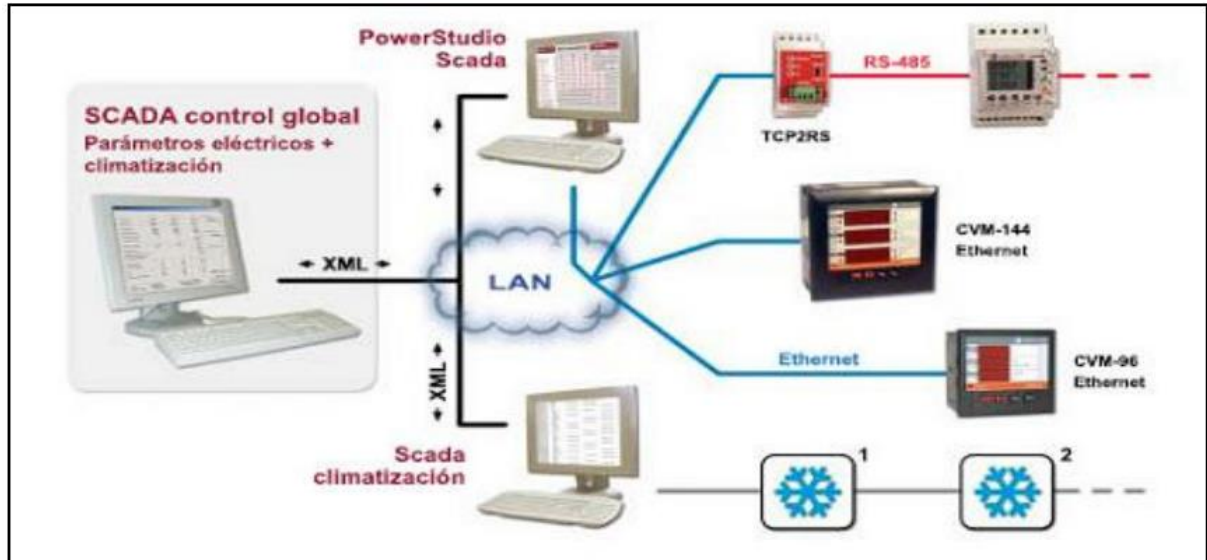 PowerStudio
Scada
SCADA control global
Parámetros eléctricos +
climatización
XML
LAN
XML
Scada
climatización
RS-485
TCP2RS
CVM-144
Ethernet
Ethernet
CVM-96
Ethernet
1
2